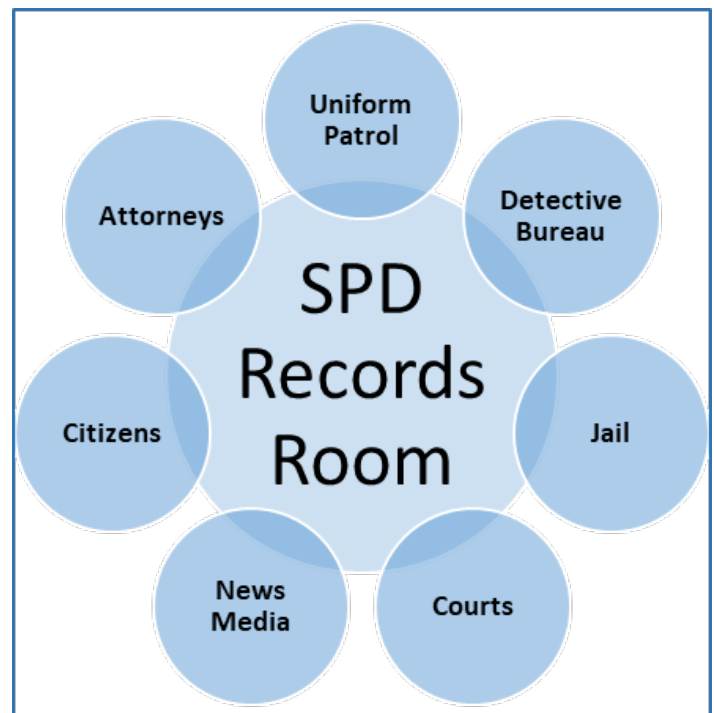 Uniform
Patrol
Attorneys
Detective
Bureau
SPD
Records
Room
Citizens
Jail
News
Media
Courts